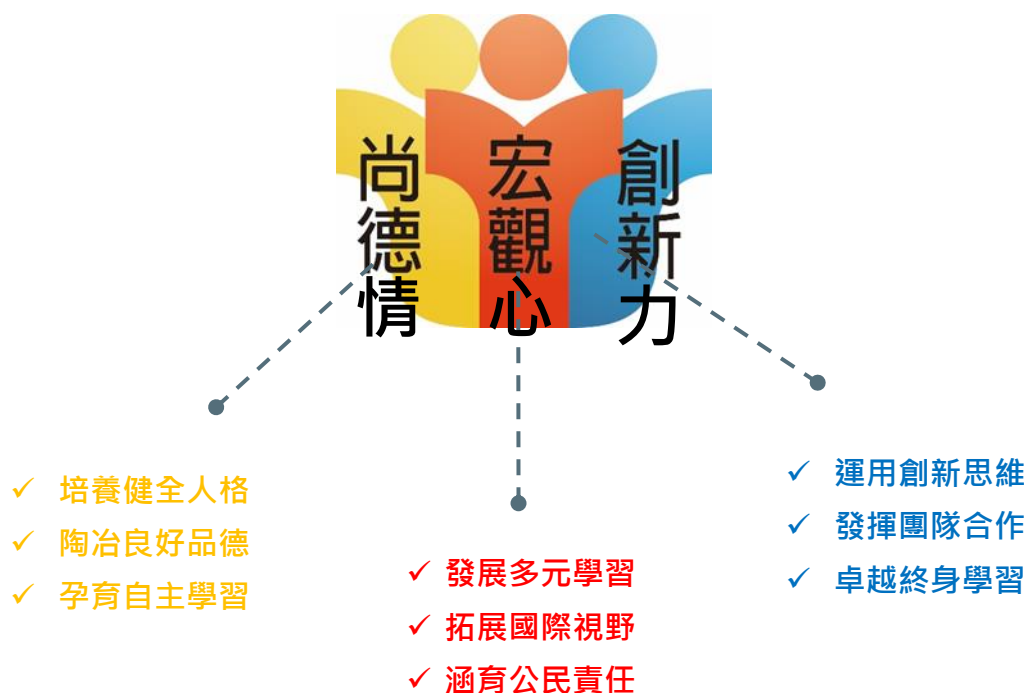 尚德情
宏觀心
創新力
✓ 培養健全人格
✓ 陶冶良好品德
✓ 孕育自主學習
✓ 發展多元學習
✓ 拓展國際視野
✓ 涵育公民責任
✓ 運用創新思維
✓ 發揮團隊合作
✓ 卓越終身學習